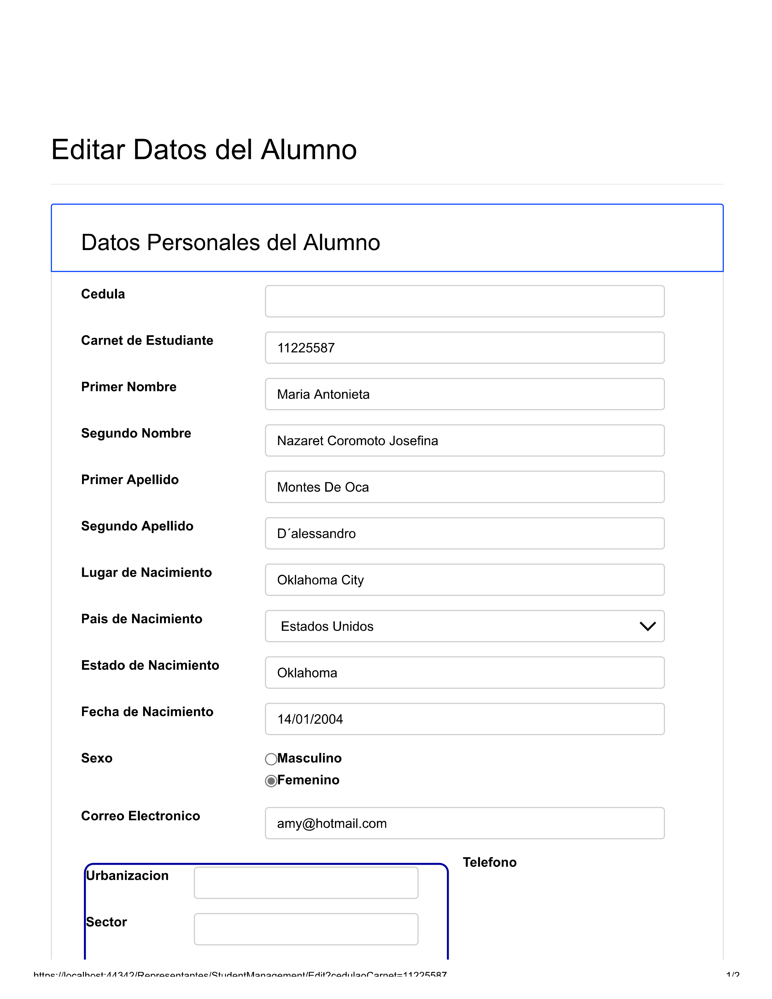 Editar Datos del Alumno
Datos Personales del Alumno
Cedula
Carnet de Estudiante 11225587
Primer Nombre Maria Antonieta
Segundo Nombre Nazaret Coromoto Josefina
Primer Apellido Montes De Oca
Segundo Apellido D´alessandro
Lugar de Nacimiento Oklahoma City
Pais de Nacimiento Estados Unidos
Estado de Nacimiento Oklahoma
Fecha de Nacimiento 14/01/2004
Sexo Masculino
Femenino
Correo Electronico amy@hotmail.com
Telefono
Urbanizacion
Sector
https://localhost:44342/Representantes/StudentManagement/Edit?cedulaoCarnet=11225587 1/2